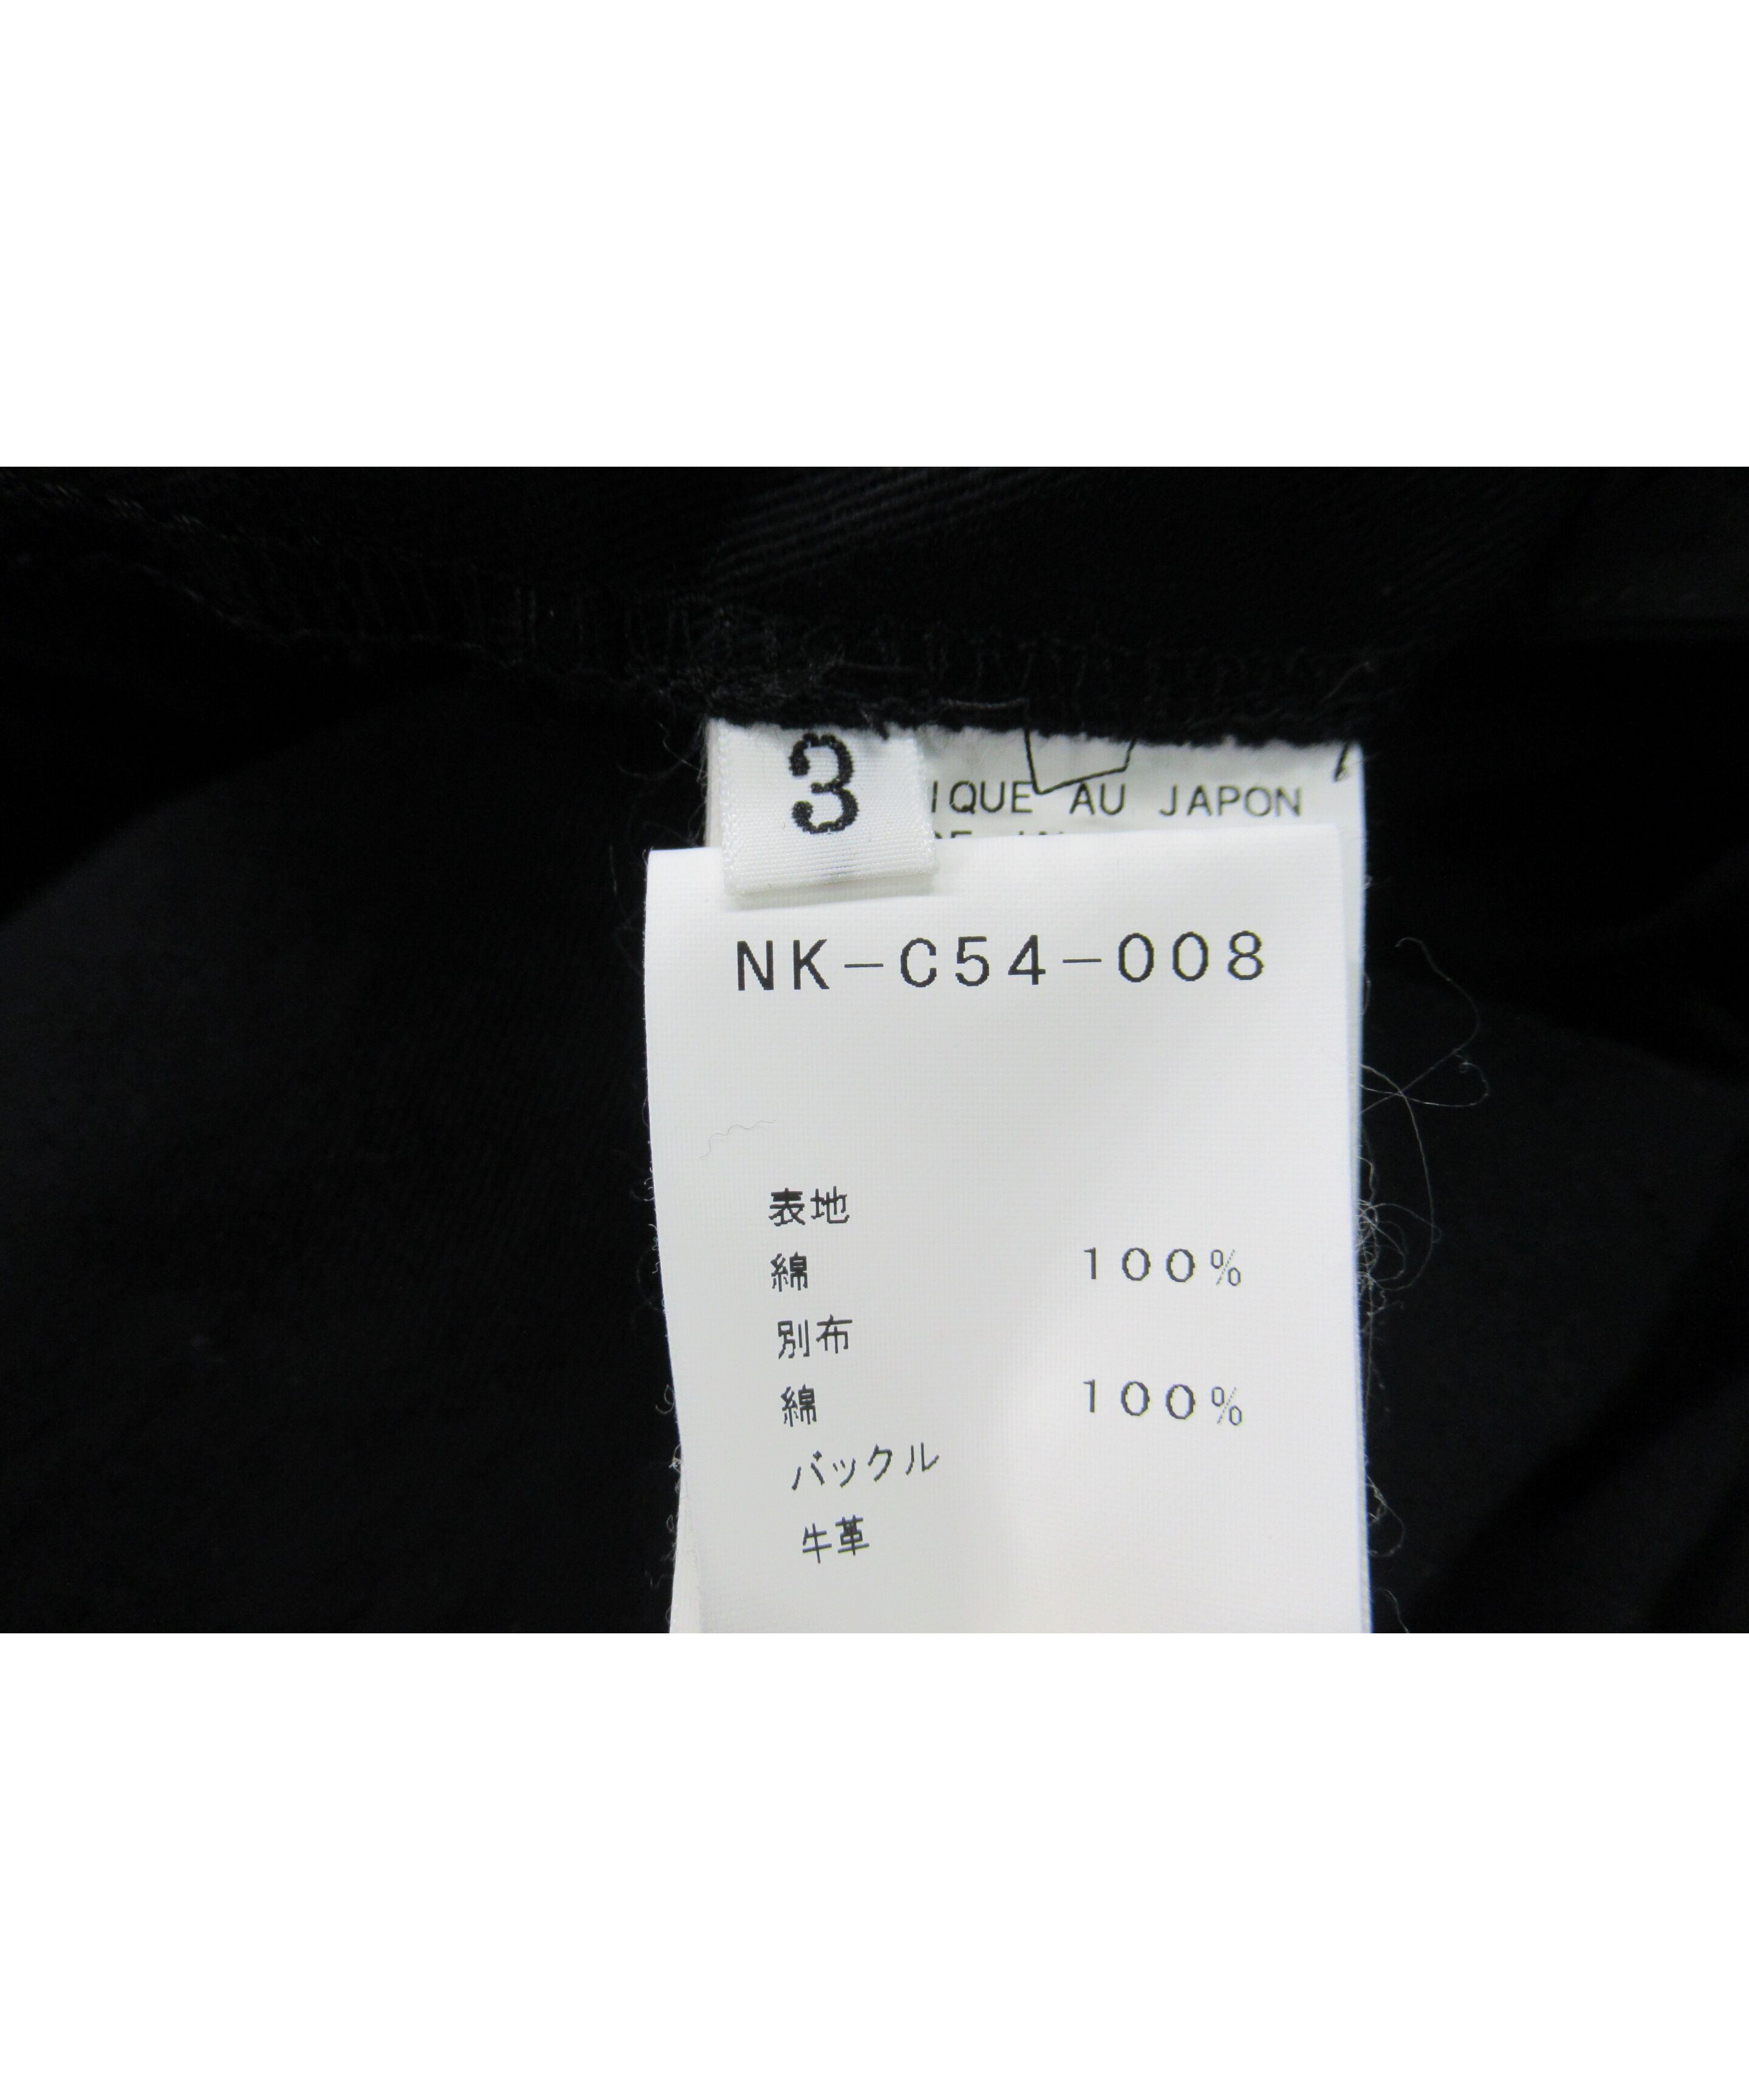 3
IQUE AU JAPON
NK-C54-008
表地
綿 100%
別布
綿 100%
バックル
牛革